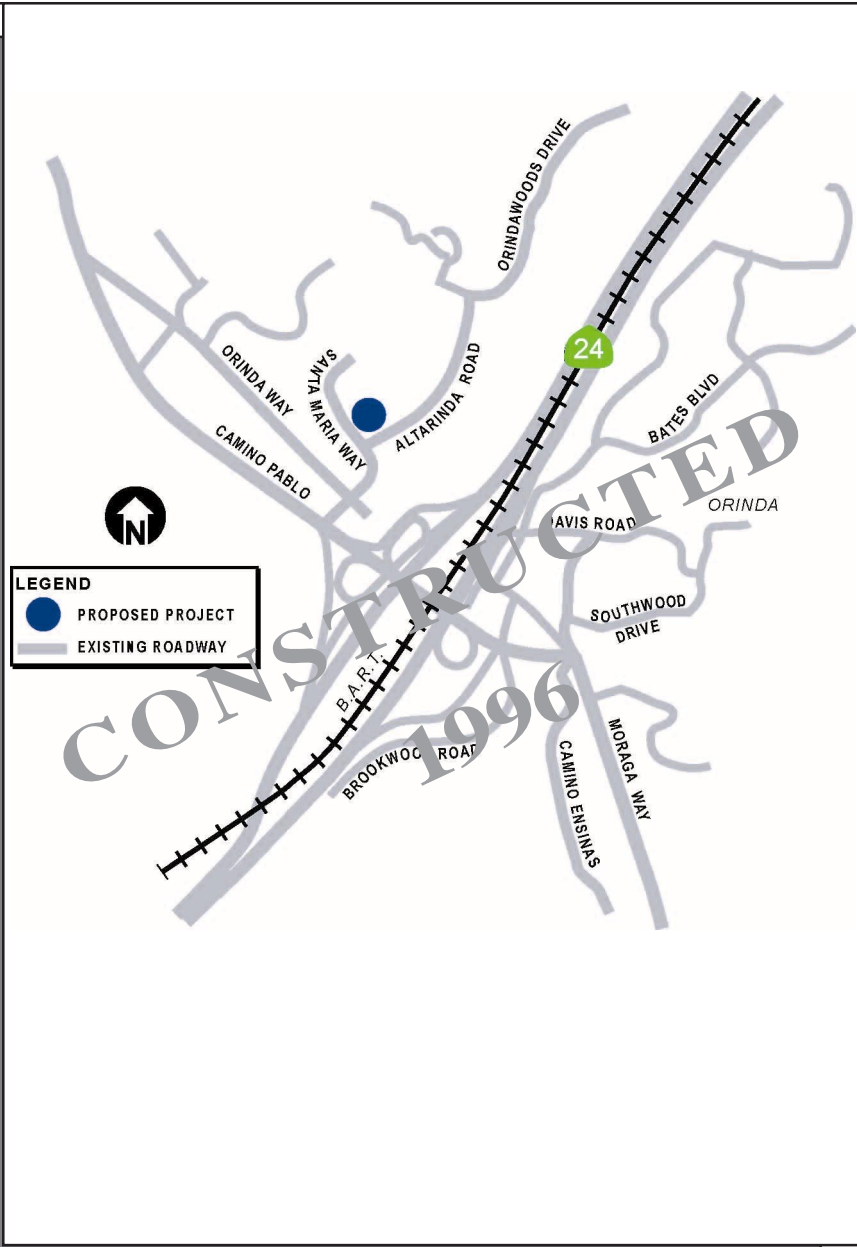 ORINDAWOODS DRIVE
24
ORINDA WAY
SANTA MARIA WAY
ALTARINDA ROAD
CAMINO PABLO
BATES BLVD
ORINDA
N
DAVIS ROAD
LEGEND
PROPOSED PROJECT
EXISTING ROADWAY
SOUTHWOOD
DRIVE
CONSTRUCTED
1996
B.A.R.T.
BROOKWOOD ROAD
CAMINO ENSINAS
MORAGA WAY